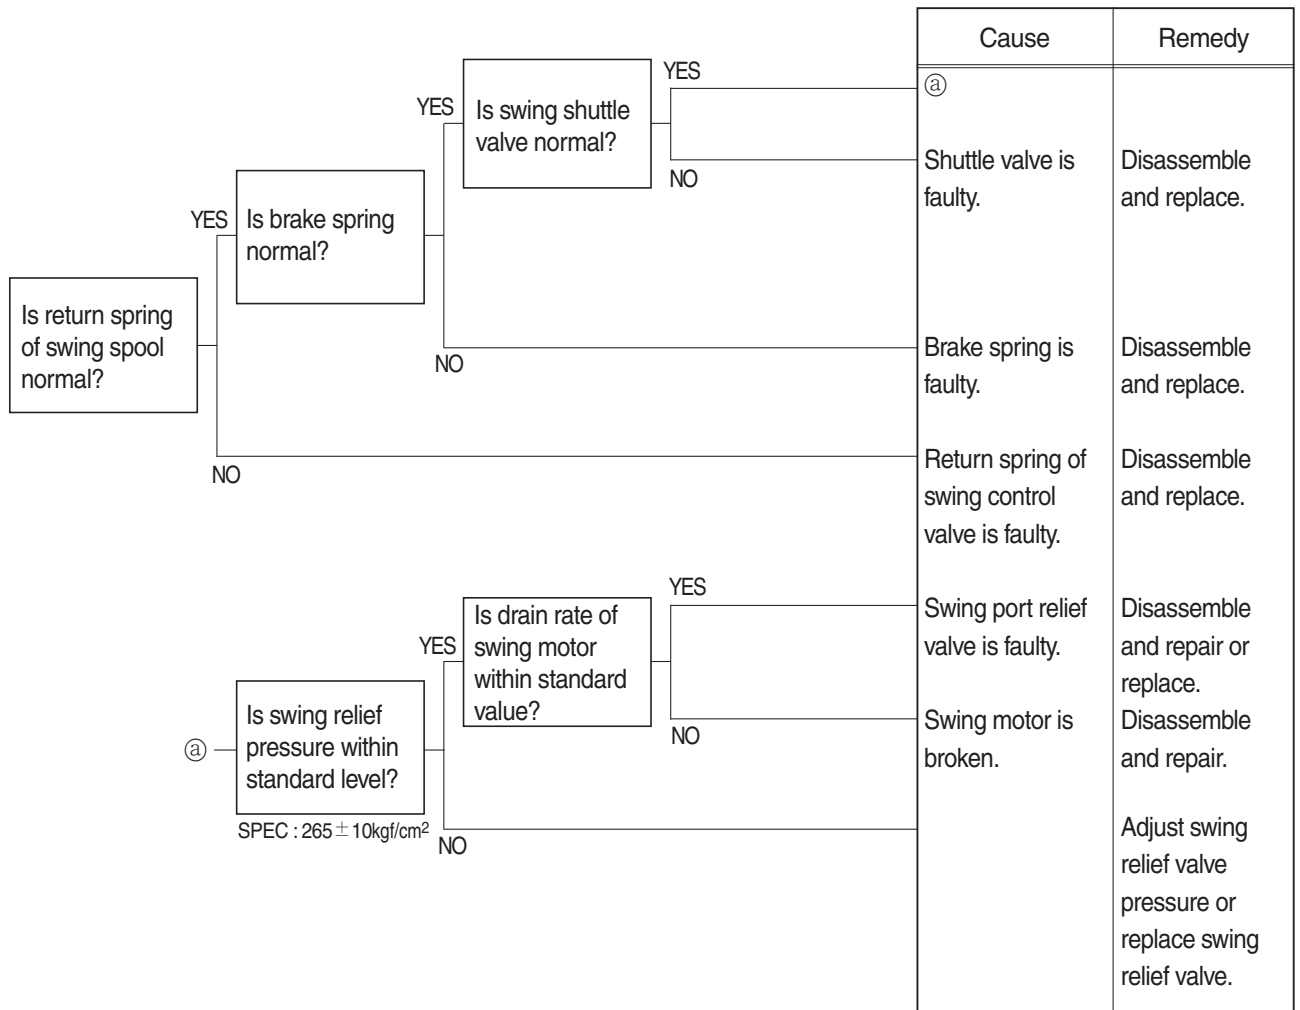 Cause Remedy
YES
ⓐ
YES
Is swing shuttle
valve normal?
NO
Shuttle valve is
faulty.
Disassemble
and replace.
YES
Is brake spring
normal?
Is return spring
of swing spool
normal?
NO
Brake spring is
faulty.
Disassemble
and replace.
NO
Return spring of
swing control
valve is faulty.
Disassemble
and replace.
YES
Swing port relief
valve is faulty.
Disassemble
and repair or
replace.
YES
Is drain rate of
swing motor
within standard
value?
NO
Swing motor is
broken.
Disassemble
and repair.
ⓐ
Is swing relief
pressure within
standard level?
SPEC : 265±10kgf/cm²
NO
Adjust swing
relief valve
pressure or
replace swing
relief valve.